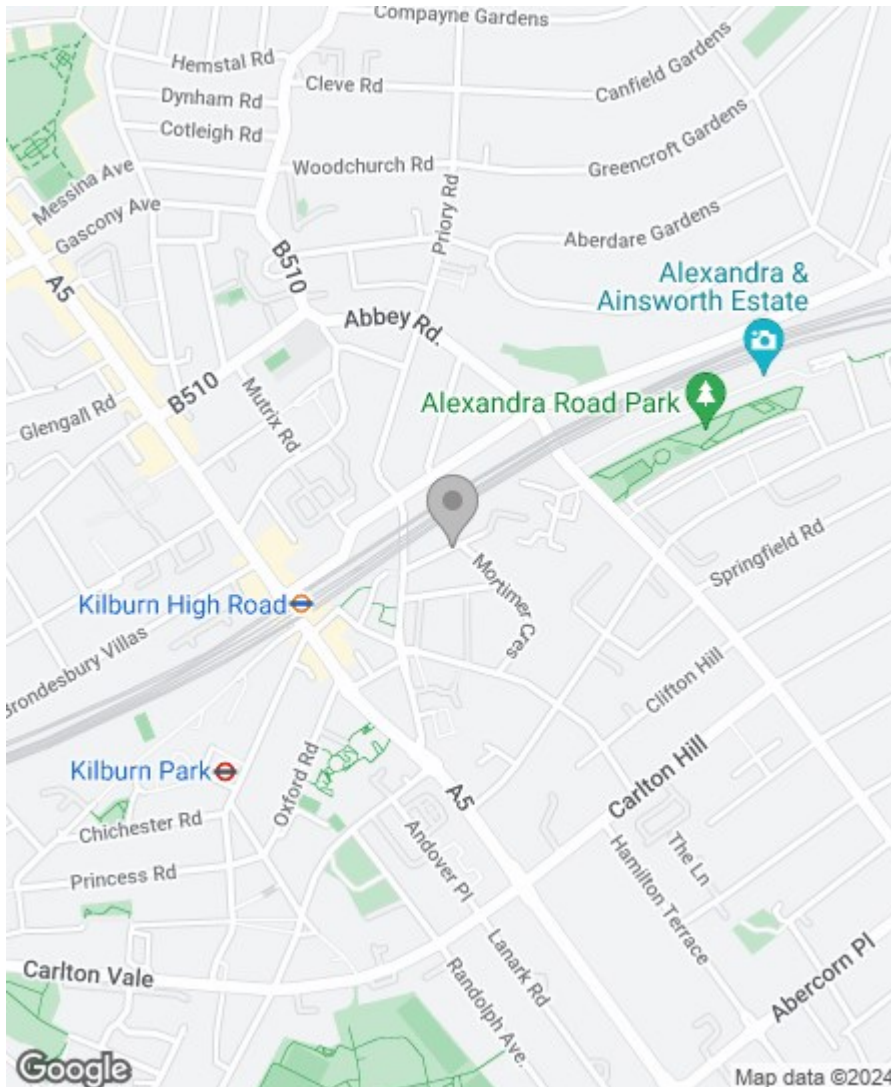 Compayne Gardens
Hemstal Rd
Cleve Rd
Canfield Gardens
Dynham Rd
Cotleigh Rd
Greencroft Gardens
Woodchurch Rd
Messina Ave
Priory Rd
Gascony Ave
Aberdare Gardens
B510
A5
Alexandra &
Ainsworth Estate
Abbey Rd.
B510
Alexandra Road Park
Glengall Rd
Mutrix Rd
Springfield Rd
Mortimer Cres
Kilburn High Road
Brondesbury Villas
Clifton Hill
Kilburn Park
Oxford Rd
Carlton Hill
A5
Chichester Rd
Andover Pl
The Ln
Princess Rd
Hamilton Terrace
Lanark Rd
Carlton Vale
Randolph Ave.
Abercorn Pl
Google
Map data ©2024